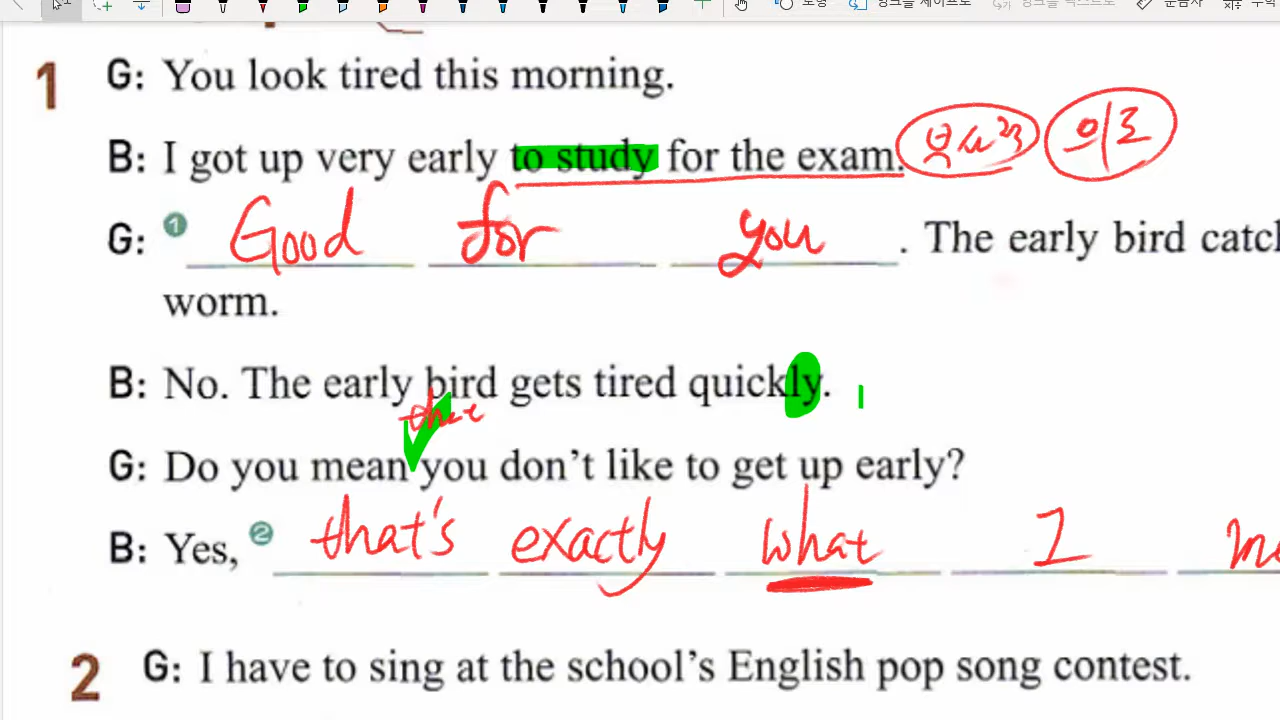 1 G: You look tired this morning.
B: I got up very early to study for the exam. 부사적 의도
G: ① Good for you. The early bird catch
worm.
B: No. The early bird gets tired quickly.
that
G: Do you mean you don't like to get up early?
B: Yes, ② that's exactly what I
2 G: I have to sing at the school's English pop song contest.